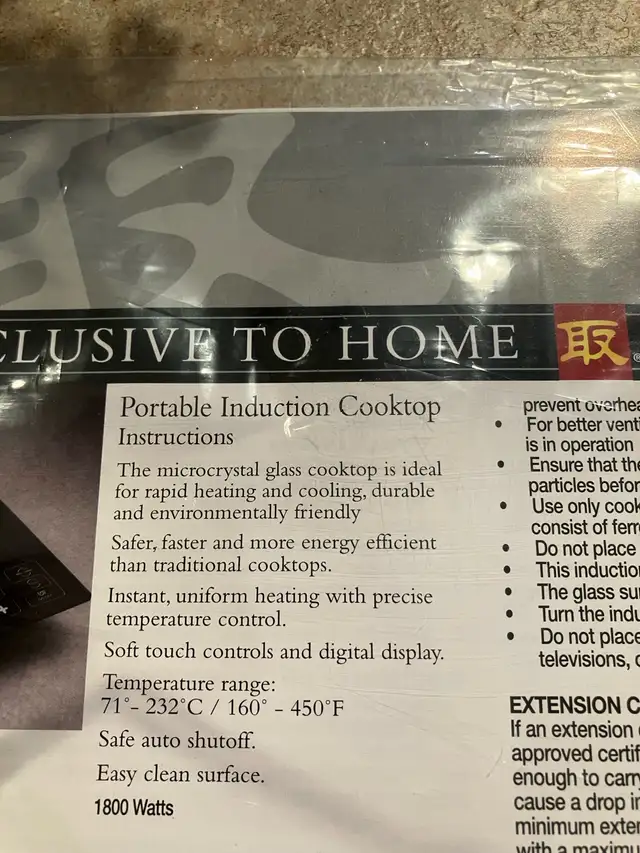 CLUSIVE TO HOME 取 ®
Portable Induction Cooktop
Instructions
The microcrystal glass cooktop is ideal
for rapid heating and cooling, durable
and environmentally friendly
Safer, faster and more energy efficient
than traditional cooktops.
Instant, uniform heating with precise
temperature control.
Soft touch controls and digital display.
Temperature range:
71°- 232°C / 160° - 450°F
Safe auto shutoff.
Easy clean surface.
1800 Watts
prevent overhea
• For better venti
is in operation
• Ensure that the
particles befor
• Use only cook
consist of ferr
• Do not place
• This induction
• The glass su
• Turn the indu
• Do not place
televisions,
EXTENSION C
If an extension
approved certif
enough to carry
cause a drop in
minimum exten
with a maximu